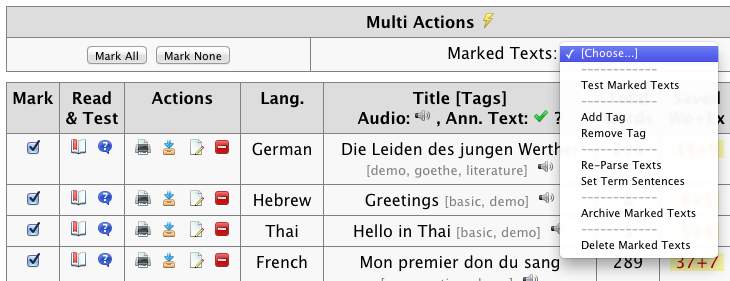 Multi Actions
Mark All Mark None Marked Texts: [Choose...]
------------
Test Marked Texts
------------
Add Tag
Remove Tag
------------
Re-Parse Texts
Set Term Sentences
------------
Archive Marked Texts
------------
Delete Marked Texts
Mark Read & Test Actions Lang. Title [Tags]
Audio: , Ann. Text: ?
German Die Leiden des jungen Werther
[demo, goethe, literature]
Hebrew Greetings [basic, demo]
Thai Hello in Thai [basic, demo]
French Mon premier don du sang 289 37+7